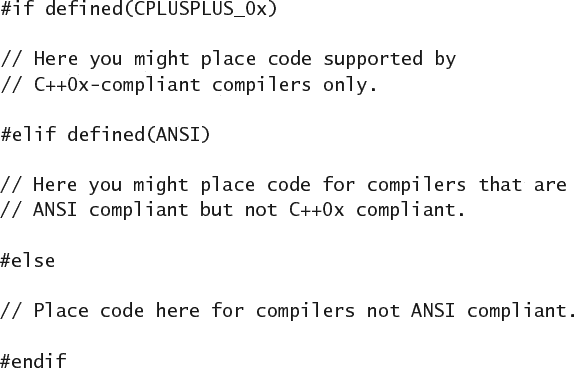 #if defined(CPLUSPLUS_0x)
// Here you might place code supported by
// C++0x-compliant compilers only.
#elif defined(ANSI)
// Here you might place code for compilers that are
// ANSI compliant but not C++0x compliant.
#else
// Place code here for compilers not ANSI compliant.
#endif